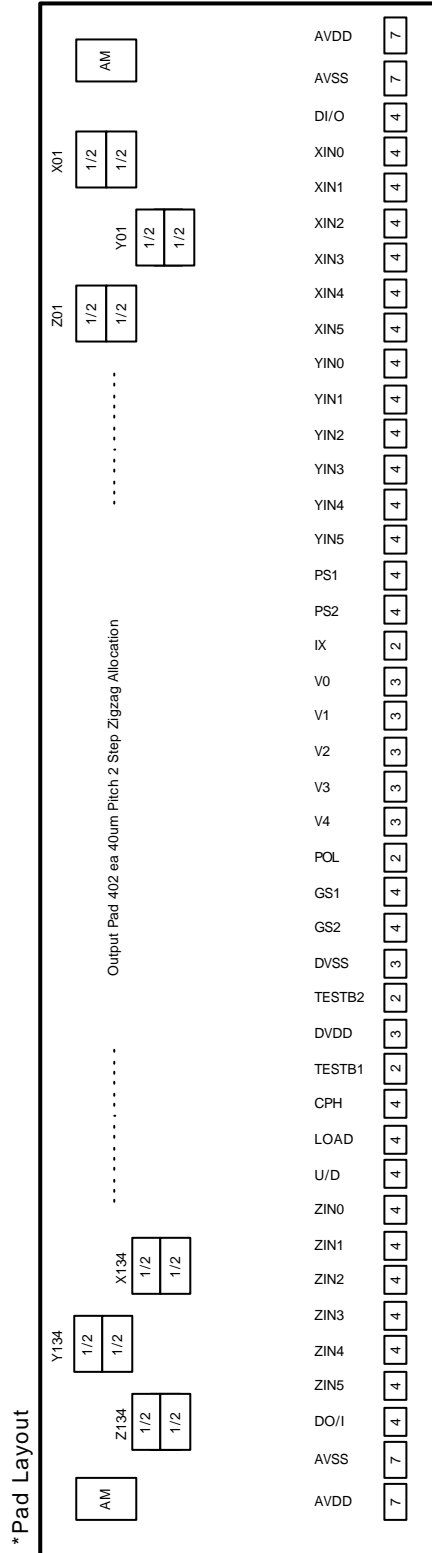 *Pad Layout
AM
X01
1/2 1/2
Y01
1/2 1/2
Z01
1/2 1/2
Output Pad 402 ea 40um Pitch 2 Step Zigzag Allocation
X134
1/2 1/2
Y134
1/2 1/2
Z134
1/2 1/2
AM
AVDD 7
AVSS 7
DI/O 4
XIN0 4
XIN1 4
XIN2 4
XIN3 4
XIN4 4
XIN5 4
YIN0 4
YIN1 4
YIN2 4
YIN3 4
YIN4 4
YIN5 4
PS1 4
PS2 4
IX 2
V0 3
V1 3
V2 3
V3 3
V4 3
POL 2
GS1 4
GS2 4
DVSS 3
TESTB2 2
DVDD 3
TESTB1 2
CPH 4
LOAD 4
U/D 4
ZIN0 4
ZIN1 4
ZIN2 4
ZIN3 4
ZIN4 4
ZIN5 4
DO/I 4
AVSS 7
AVDD 7